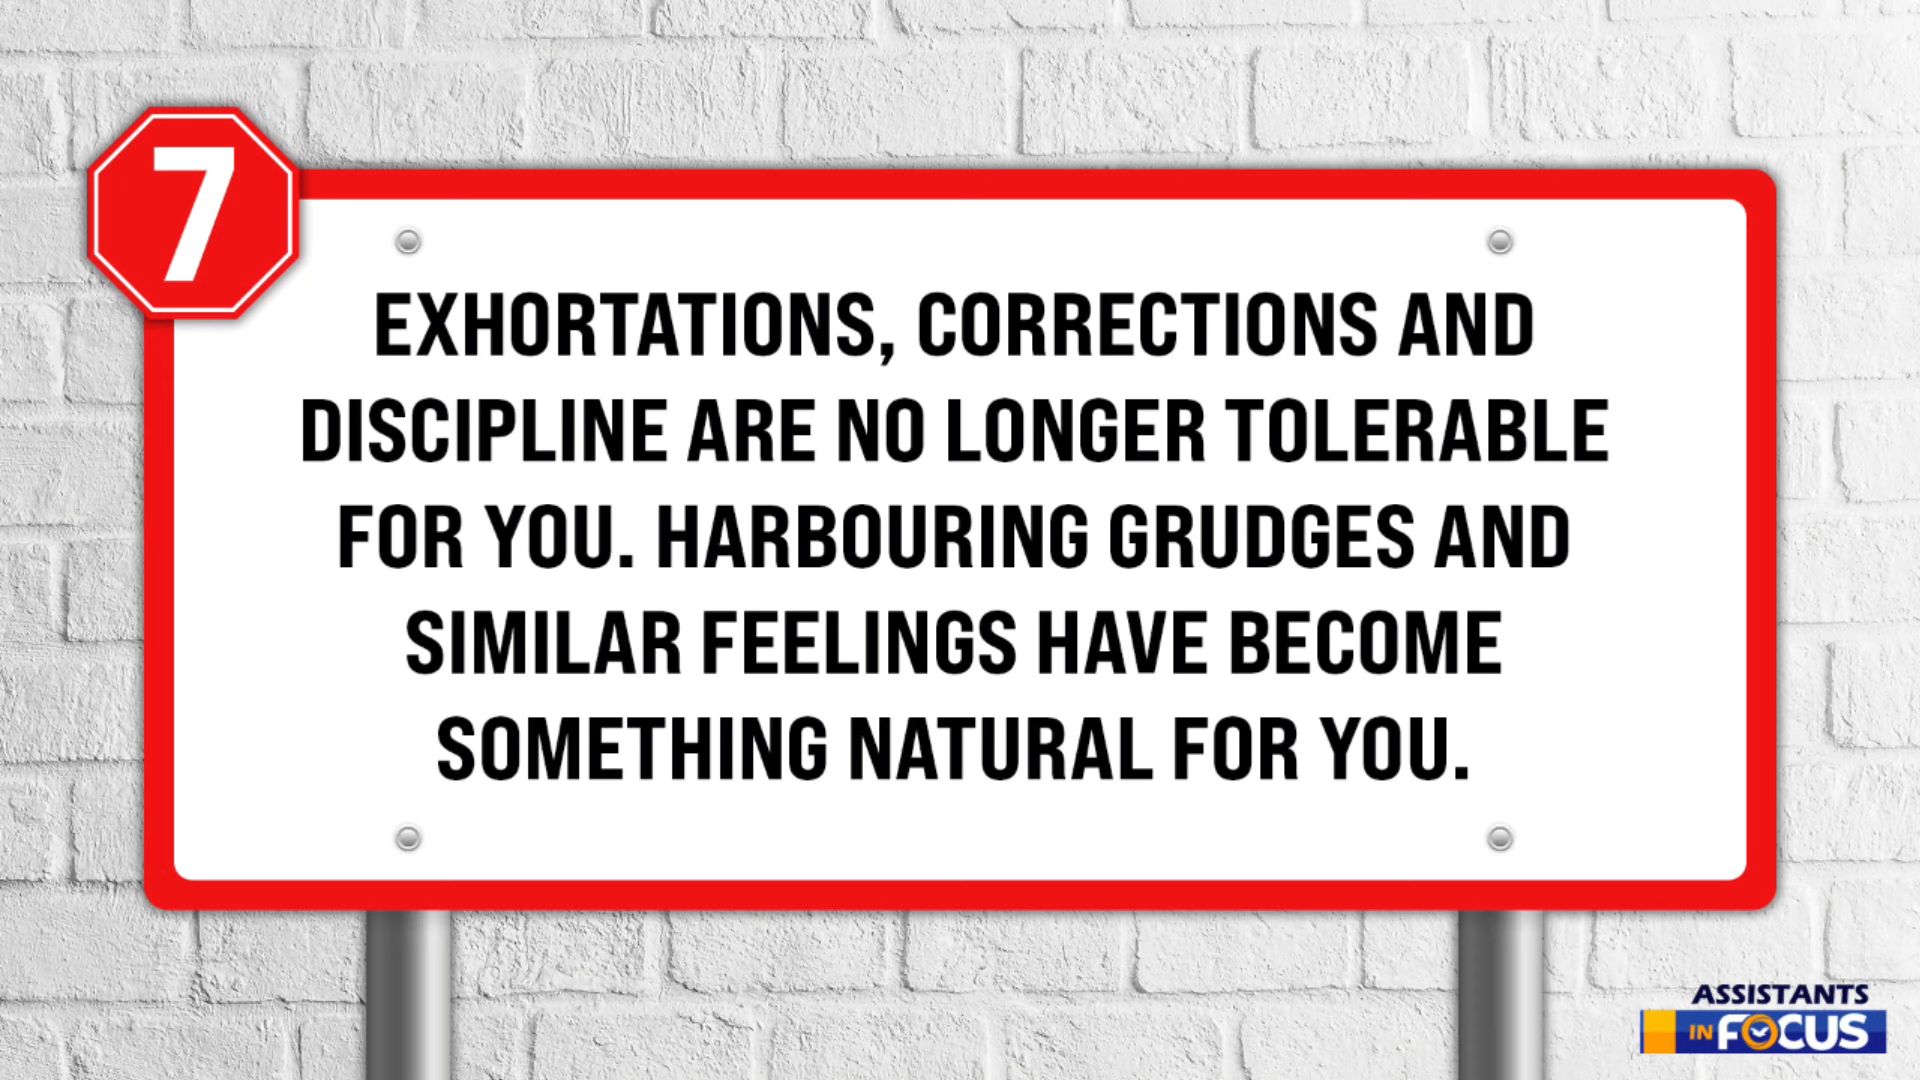 7
EXHORTATIONS, CORRECTIONS AND
DISCIPLINE ARE NO LONGER TOLERABLE
FOR YOU. HARBOURING GRUDGES AND
SIMILAR FEELINGS HAVE BECOME
SOMETHING NATURAL FOR YOU.
ASSISTANTS
IN FOCUS